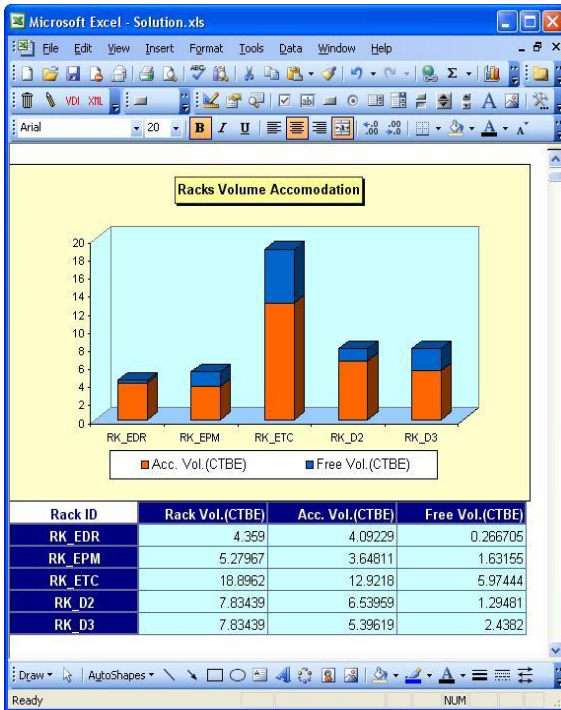 Microsoft Excel - Solution.xls
File Edit View Insert Format Tools Data Window Help
VDI XML
Arial 20 B I U
Racks Volume Accomodation
20
18
16
14
12
10
8
6
4
2
0
RK_EDR RK_EPM RK_ETC RK_D2 RK_D3
Acc. Vol.(CTBE) Free Vol.(CTBE)
Rack ID Rack Vol.(CTBE) Acc. Vol.(CTBE) Free Vol.(CTBE)
RK_EDR 4.359 4.09229 0.266705
RK_EPM 5.27967 3.64811 1.63155
RK_ETC 18.8962 12.9218 5.97444
RK_D2 7.83439 6.53959 1.29481
RK_D3 7.83439 5.39619 2.4382
Draw AutoShapes
Ready NUM